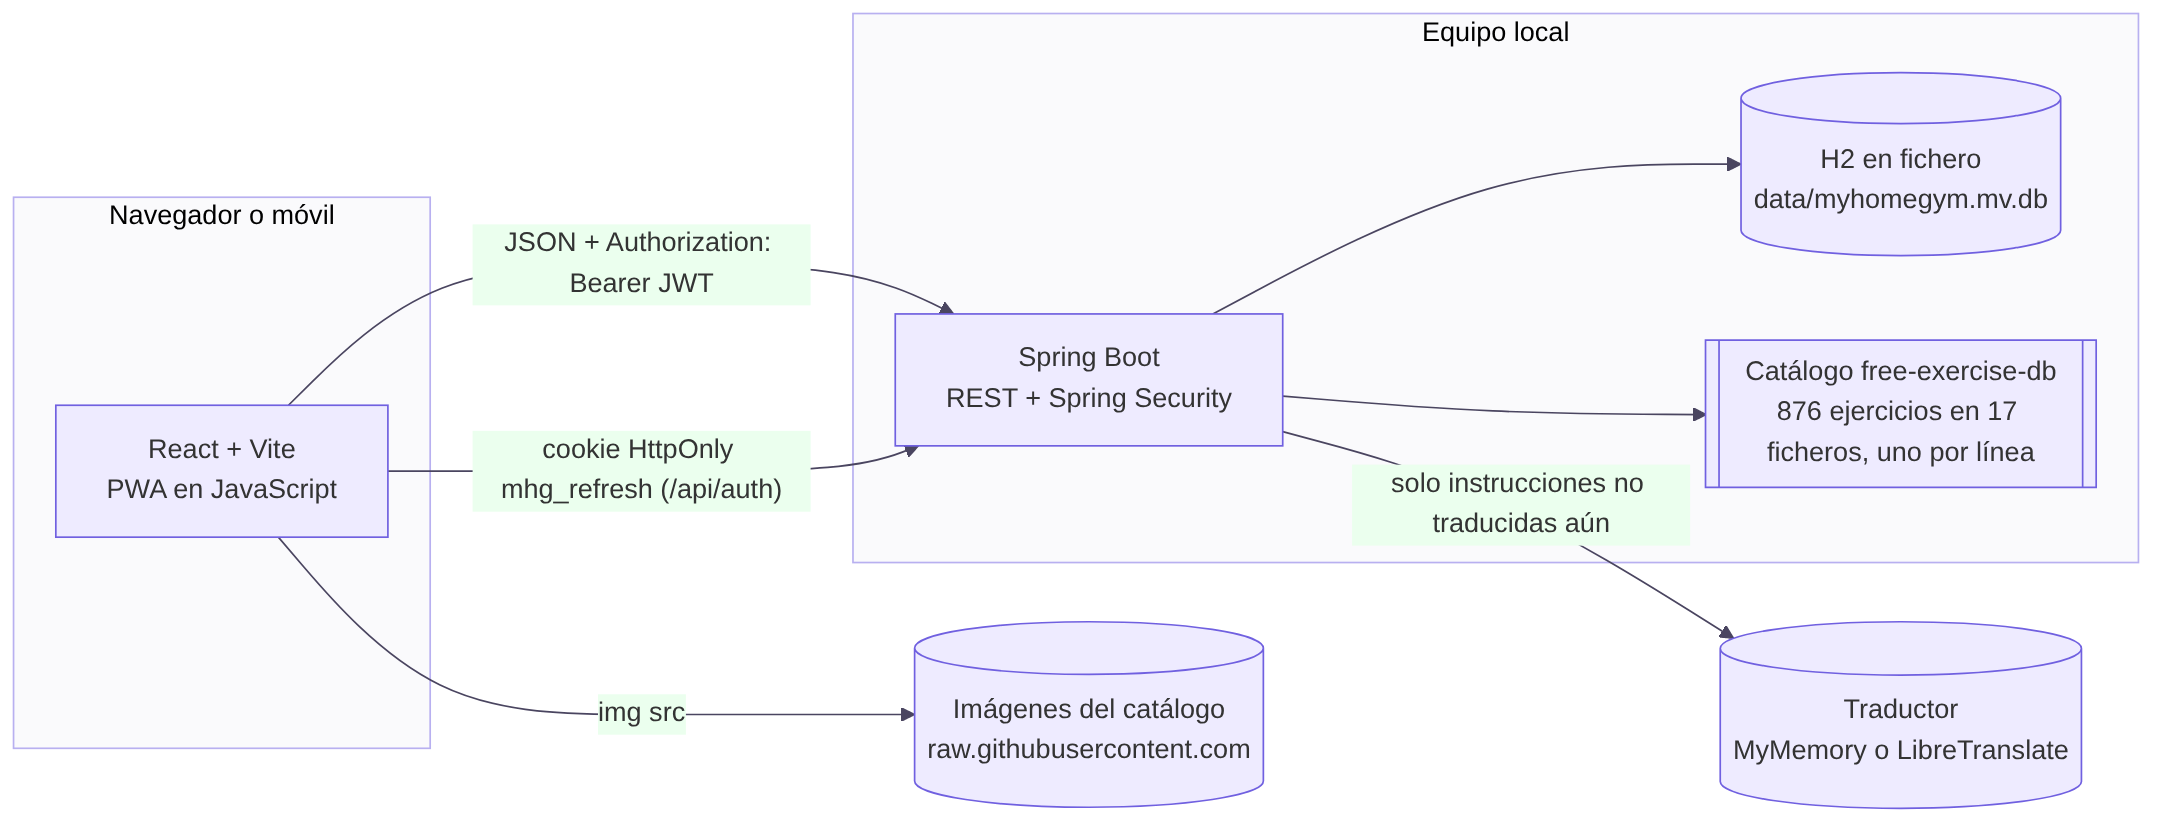 Equipo local
H2 en fichero
data/myhomegym.mv.db
Navegador o móvil
JSON + Authorization:
Bearer JWT
Spring Boot
REST + Spring Security
Catálogo free-exercise-db
876 ejercicios en 17
ficheros, uno por línea
React + Vite
PWA en JavaScript
cookie HttpOnly
mhg_refresh (/api/auth)
solo instrucciones no
traducidas aún
img src
Imágenes del catálogo
raw.githubusercontent.com
Traductor
MyMemory o LibreTranslate